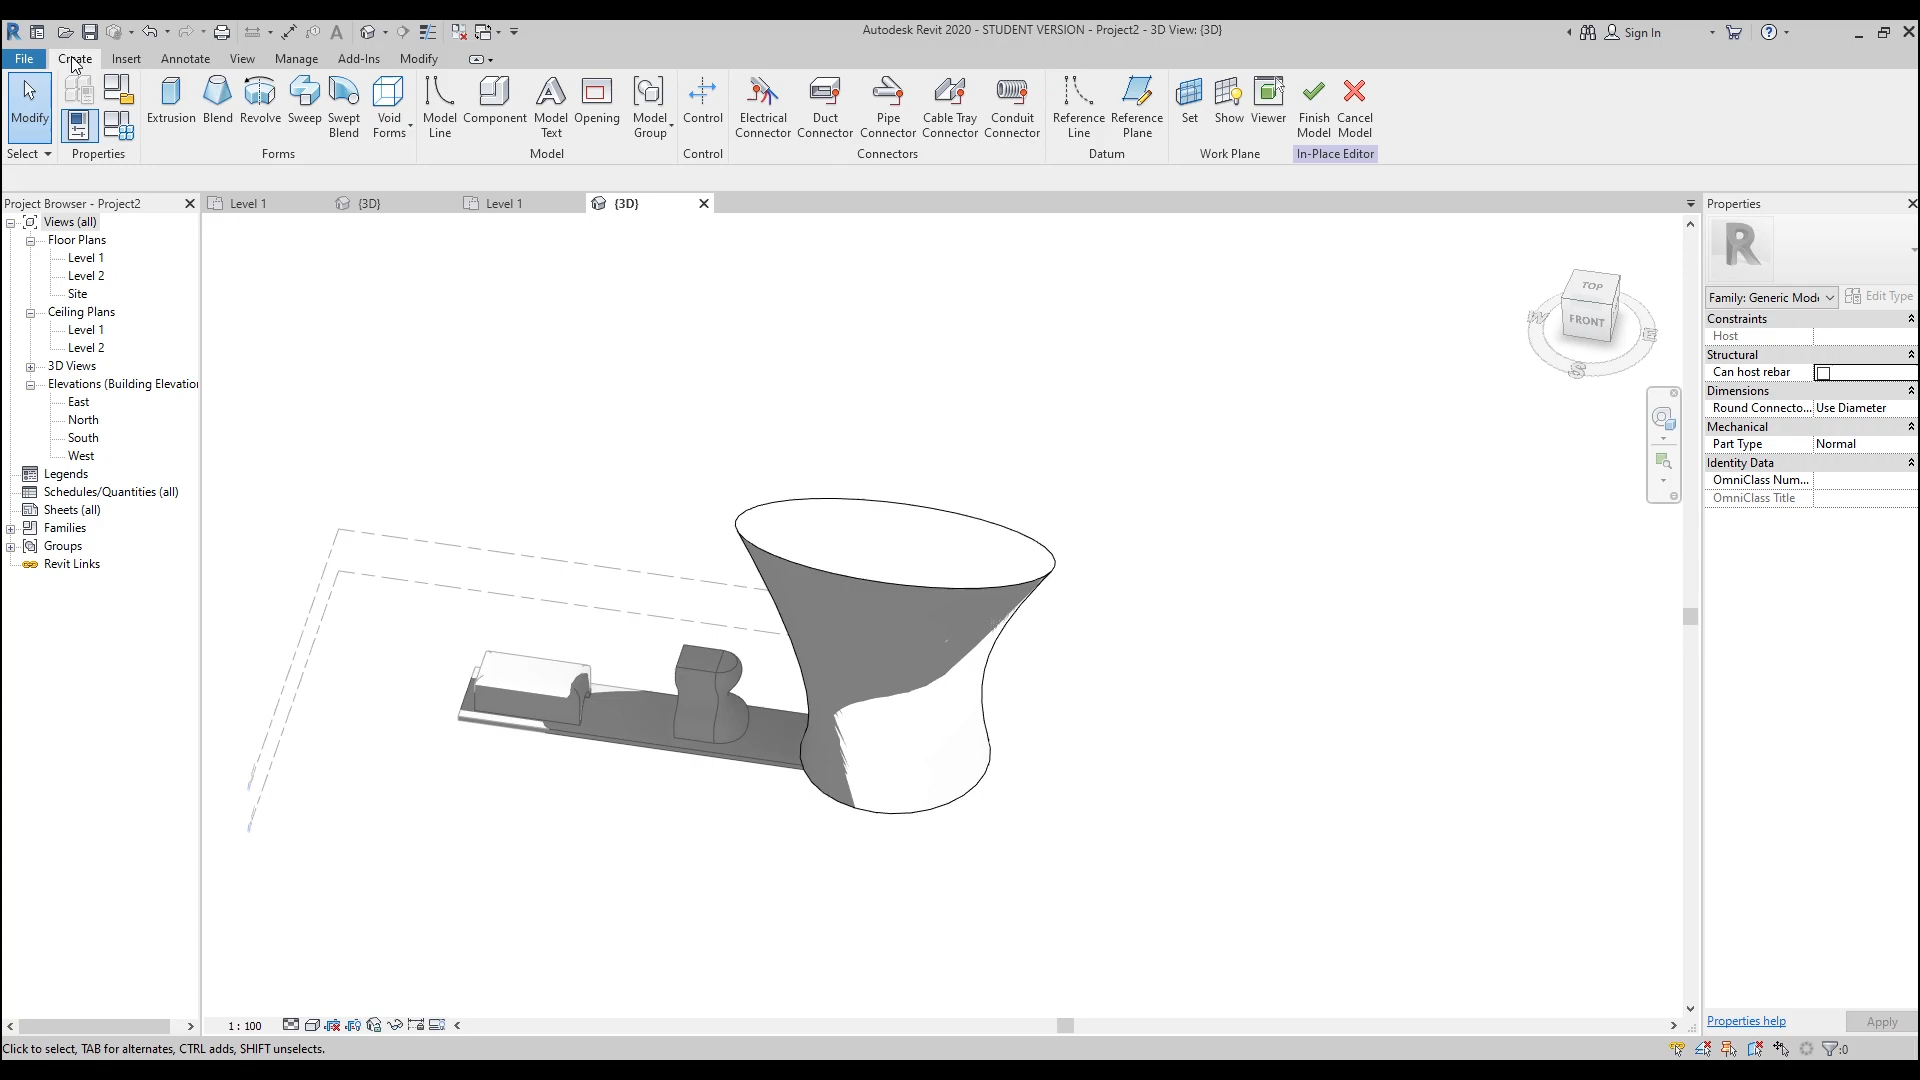 Autodesk Revit 2020 - STUDENT VERSION - Project2 - 3D View: {3D}
Sign In
File Create Insert Annotate View Manage Add-Ins Massing Modify
Modify
Extrusion Blend Revolve Sweep Swept Blend Void Forms
Model Line Component Model Text Opening Model Group
Control
Electrical Connector Duct Connector Pipe Connector Cable Tray Connector Conduit Connector
Reference Line Reference Plane
Set Show Viewer
Finish Model Cancel Model
Select Properties Forms Model Control Connectors Datum Work Plane In-Place Editor
Project Browser - Project2
Level 1 {3D} Level 1 {3D}
Properties
Views (all)
Floor Plans
Level 1
Level 2
Site
Ceiling Plans
Level 1
Level 2
3D Views
Elevations (Building Elevation
East
North
South
West
Legends
Schedules/Quantities (all)
Sheets (all)
Families
Groups
Revit Links
TOP
FRONT
W
S
E
R
Family: Generic Mode
Edit Type
Constraints
Host
Structural
Can host rebar
Dimensions
Round Connecto... Use Diameter
Mechanical
Part Type Normal
Identity Data
OmniClass Num...
OmniClass Title
1 : 100
Properties help
Apply
Click to select, TAB for alternates, CTRL adds, SHIFT unselects.
:0